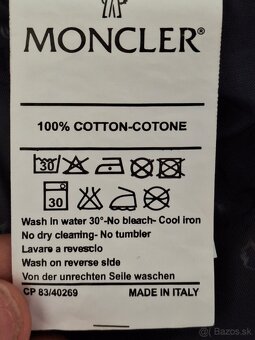 MONCLER®
100% COTTON-COTONE
30
30
Wash in water 30°-No bleach- Cool iron
No dry cleaning- No tumbler
Lavare a revescio
Wash on reverse side
Von der unrechten Seile waschen
CP 83/40269 MADE IN ITALY
Bazos.sk